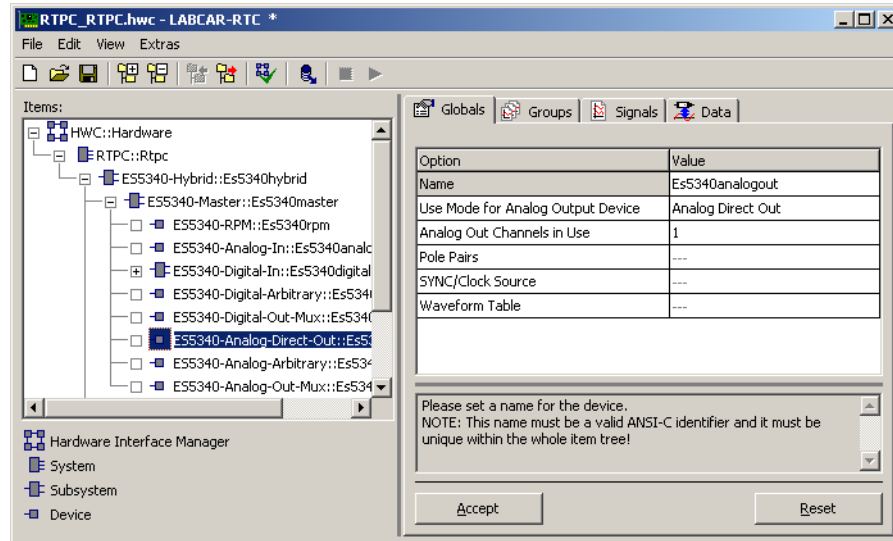 RTPC_RTPC.hwc - LABCAR-RTC *
File Edit View Extras
Items:
HWC::Hardware
RTPC::Rtpc
ES5340-Hybrid::Es5340hybrid
ES5340-Master::Es5340master
ES5340-RPM::Es5340rpm
ES5340-Analog-In::Es5340analo
ES5340-Digital-In::Es5340digital
ES5340-Digital-Arbitrary::Es534
ES5340-Digital-Out-Mux::Es534
ES5340-Analog-Direct-Out::Es5
ES5340-Analog-Arbitrary::Es534
ES5340-Analog-Out-Mux::Es534
Hardware Interface Manager
System
Subsystem
Device
Globals Groups Signals Data
Option Value
Name Es5340analogout
Use Mode for Analog Output Device Analog Direct Out
Analog Out Channels in Use 1
Pole Pairs ---
SYNC/Clock Source ---
Waveform Table ---
Please set a name for the device.
NOTE: This name must be a valid ANSI-C identifier and it must be
unique within the whole item tree!
Accept Reset